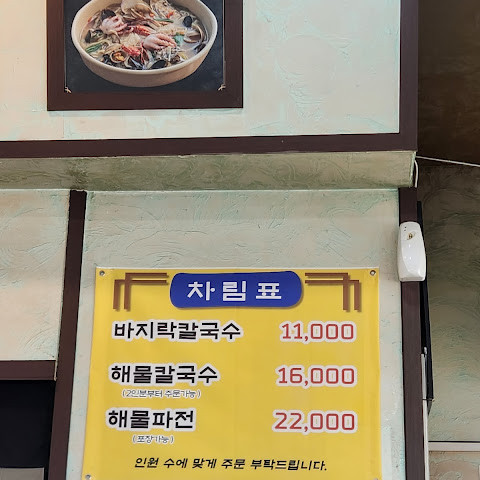 차림표
바지락칼국수 11,000
해물칼국수 16,000
(2인분부터 주문가능)
해물파전 22,000
(포장가능)
인원 수에 맞게 주문 부탁드립니다.